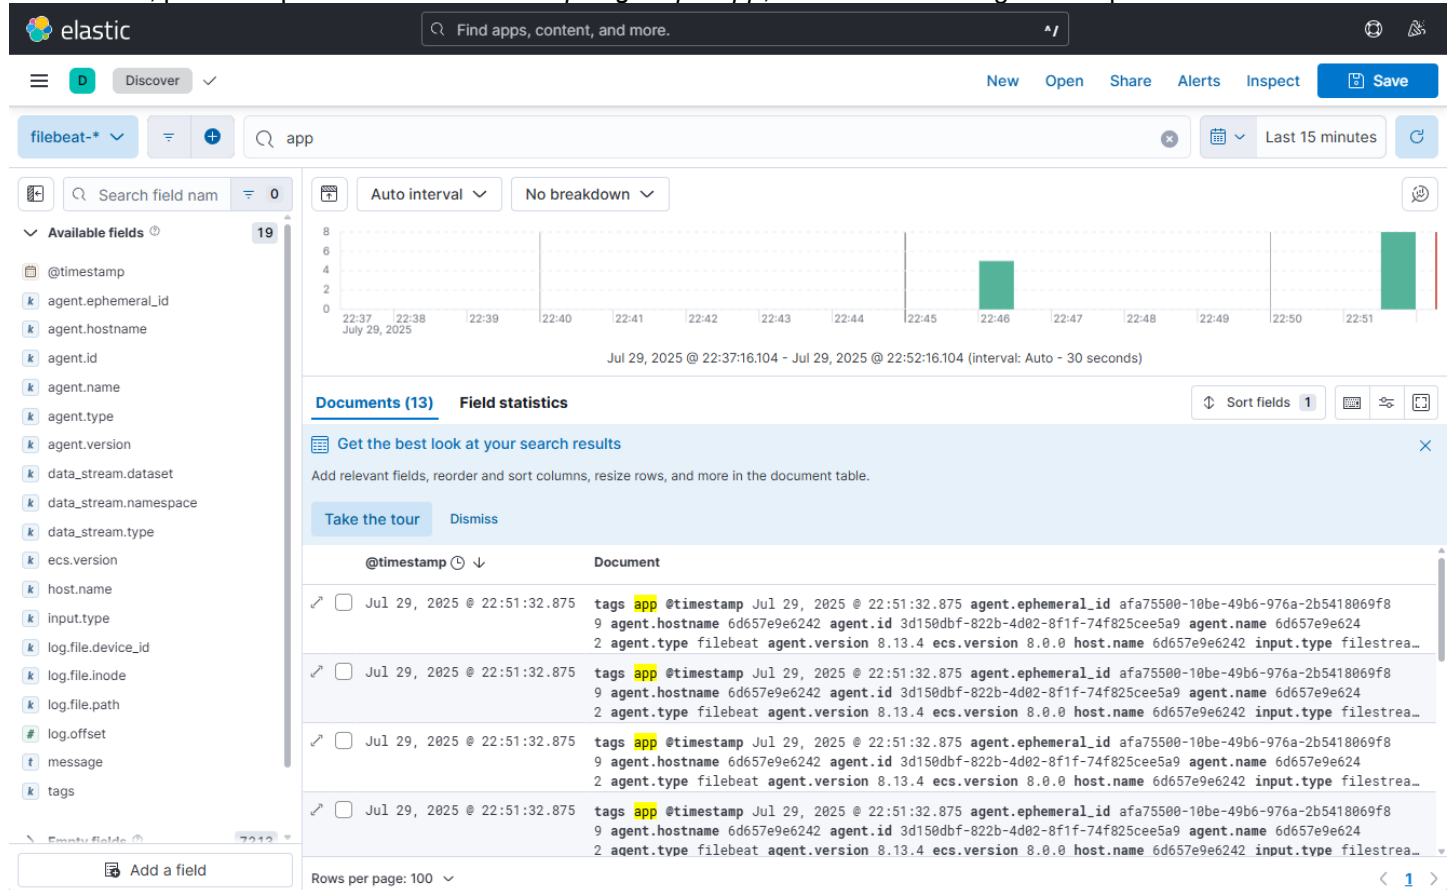 elastic
Find apps, content, and more.
^/
D
Discover
New
Open
Share
Alerts
Inspect
Save
filebeat-*
app
Last 15 minutes
Search field nam
0
Auto interval
No breakdown
Available fields
19
@timestamp
agent.ephemeral_id
agent.hostname
agent.id
agent.name
agent.type
agent.version
data_stream.dataset
data_stream.namespace
data_stream.type
ecs.version
host.name
input.type
log.file.device_id
log.file.inode
log.file.path
log.offset
message
tags
Empty fields
7213
Add a field
8
6
4
2
0
22:37 22:38 22:39 22:40 22:41 22:42 22:43 22:44 22:45 22:46 22:47 22:48 22:49 22:50 22:51
July 29, 2025
Jul 29, 2025 @ 22:37:16.104 - Jul 29, 2025 @ 22:52:16.104 (interval: Auto - 30 seconds)
Documents (13)
Field statistics
Sort fields 1
Get the best look at your search results
Add relevant fields, reorder and sort columns, resize rows, and more in the document table.
Take the tour
Dismiss
@timestamp
Document
Jul 29, 2025 @ 22:51:32.875
tags app @timestamp Jul 29, 2025 @ 22:51:32.875 agent.ephemeral_id afa75500-10be-49b6-976a-2b5418069f8
9 agent.hostname 6d657e9e6242 agent.id 3d150dbf-822b-4d02-8f1f-74f825cee5a9 agent.name 6d657e9e624
2 agent.type filebeat agent.version 8.13.4 ecs.version 8.0.0 host.name 6d657e9e6242 input.type filestrea…
Jul 29, 2025 @ 22:51:32.875
tags app @timestamp Jul 29, 2025 @ 22:51:32.875 agent.ephemeral_id afa75500-10be-49b6-976a-2b5418069f8
9 agent.hostname 6d657e9e6242 agent.id 3d150dbf-822b-4d02-8f1f-74f825cee5a9 agent.name 6d657e9e624
2 agent.type filebeat agent.version 8.13.4 ecs.version 8.0.0 host.name 6d657e9e6242 input.type filestrea…
Jul 29, 2025 @ 22:51:32.875
tags app @timestamp Jul 29, 2025 @ 22:51:32.875 agent.ephemeral_id afa75500-10be-49b6-976a-2b5418069f8
9 agent.hostname 6d657e9e6242 agent.id 3d150dbf-822b-4d02-8f1f-74f825cee5a9 agent.name 6d657e9e624
2 agent.type filebeat agent.version 8.13.4 ecs.version 8.0.0 host.name 6d657e9e6242 input.type filestrea…
Jul 29, 2025 @ 22:51:32.875
tags app @timestamp Jul 29, 2025 @ 22:51:32.875 agent.ephemeral_id afa75500-10be-49b6-976a-2b5418069f8
9 agent.hostname 6d657e9e6242 agent.id 3d150dbf-822b-4d02-8f1f-74f825cee5a9 agent.name 6d657e9e624
2 agent.type filebeat agent.version 8.13.4 ecs.version 8.0.0 host.name 6d657e9e6242 input.type filestrea…
Rows per page: 100
1